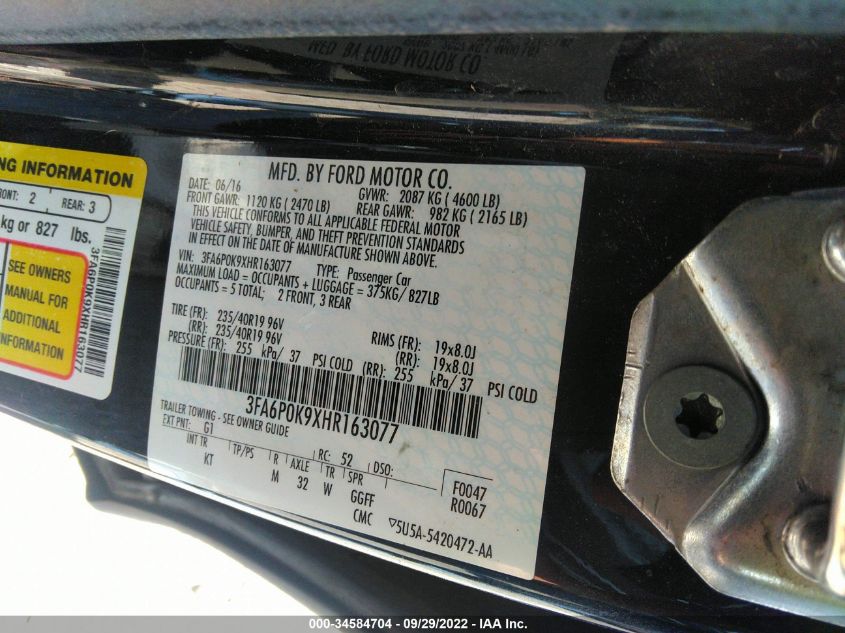 WED BA FORD MOTOR CO
NG INFORMATION
ONT: 2 REAR: 3
kg or 827 lbs.
SEE OWNERS
MANUAL FOR
ADDITIONAL
INFORMATION
3FA6P0K9XHR163077
MFD. BY FORD MOTOR CO.
DATE: 06/16 GVWR: 2087 KG ( 4600 LB)
FRONT GAWR: 1120 KG ( 2470 LB) REAR GAWR: 982 KG ( 2165 LB)
THIS VEHICLE CONFORMS TO ALL APPLICABLE FEDERAL MOTOR
VEHICLE SAFETY, BUMPER, AND THEFT PREVENTION STANDARDS
IN EFFECT ON THE DATE OF MANUFACTURE SHOWN ABOVE.
VIN: 3FA6P0K9XHR163077 TYPE: Passenger Car
MAXIMUM LOAD = OCCUPANTS + LUGGAGE = 375KG/ 827LB
OCCUPANTS = 5 TOTAL; 2 FRONT, 3 REAR
TIRE (FR): 235/40R19 96V RIMS (FR): 19x8.0J
(RR): 235/40R19 96V (RR): 19x8.0J
PRESSURE (FR): 255 kPa/ 37 PSI COLD (RR): 255 kPa/ 37 PSI COLD
3FA6P0K9XHR163077
TRAILER TOWING - SEE OWNER GUIDE
EXT PNT: G1 RC: 52 DSO:
INT TR TP/PS R AXLE TR SPR F0047
KT M 32 W GGFF R0067
CMC 5U5A-5420472-AA
000-34584704 - 09/29/2022 - IAA Inc.